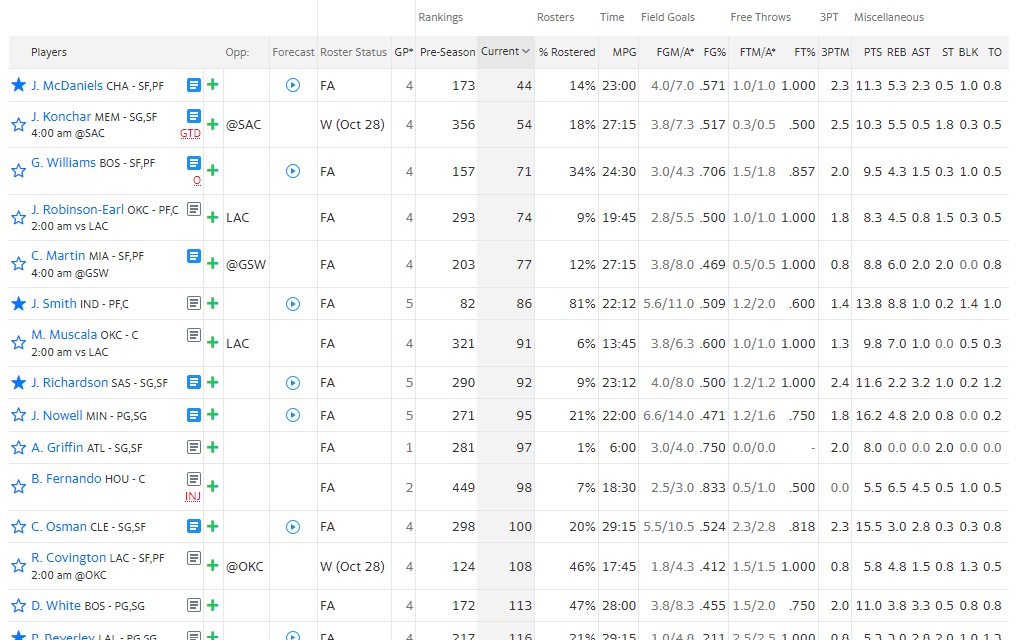 Rankings Rosters Time Field Goals Free Throws 3PT Miscellaneous
Players Opp: Forecast Roster Status GP* Pre-Season Current % Rostered MPG FGM/A* FG% FTM/A* FT% 3PTM PTS REB AST ST BLK TO
J. McDaniels CHA - SF,PF FA 4 173 44 14% 23:00 4.0/7.0 .571 1.0/1.0 1.000 2.3 11.3 5.3 2.3 0.5 1.0 0.8
J. Konchar MEM - SG,SF
4:00 am @SAC GTD @SAC W (Oct 28) 4 356 54 18% 27:15 3.8/7.3 .517 0.3/0.5 .500 2.5 10.3 5.5 0.5 1.8 0.3 0.5
G. Williams BOS - SF,PF
O FA 4 157 71 34% 24:30 3.0/4.3 .706 1.5/1.8 .857 2.0 9.5 4.3 1.5 0.3 1.0 0.5
J. Robinson-Earl OKC - PF,C
2:00 am vs LAC LAC FA 4 293 74 9% 19:45 2.8/5.5 .500 1.0/1.0 1.000 1.8 8.3 4.5 0.8 1.5 0.3 0.5
C. Martin MIA - SF,PF
4:00 am @GSW @GSW FA 4 203 77 12% 27:15 3.8/8.0 .469 0.5/0.5 1.000 0.8 8.8 6.0 2.0 2.0 0.0 0.8
J. Smith IND - PF,C FA 5 82 86 81% 22:12 5.6/11.0 .509 1.2/2.0 .600 1.4 13.8 8.8 1.0 0.2 1.4 1.0
M. Muscala OKC - C
2:00 am vs LAC LAC FA 4 321 91 6% 13:45 3.8/6.3 .600 1.0/1.0 1.000 1.3 9.8 7.0 1.0 0.0 0.5 0.3
J. Richardson SAS - SG,SF FA 5 290 92 9% 23:12 4.0/8.0 .500 1.2/1.2 1.000 2.4 11.6 2.2 3.2 1.0 0.2 1.2
J. Nowell MIN - PG,SG FA 5 271 95 21% 22:00 6.6/14.0 .471 1.2/1.6 .750 1.8 16.2 4.8 2.0 0.8 0.0 0.2
A. Griffin ATL - SG,SF FA 1 281 97 1% 6:00 3.0/4.0 .750 0.0/0.0 - 2.0 8.0 0.0 0.0 2.0 0.0 0.0
B. Fernando HOU - C
INJ FA 2 449 98 7% 18:30 2.5/3.0 .833 0.5/1.0 .500 0.0 5.5 6.5 4.5 0.5 1.0 0.5
C. Osman CLE - SG,SF FA 4 298 100 20% 29:15 5.5/10.5 .524 2.3/2.8 .818 2.3 15.5 3.0 2.8 0.3 0.3 0.8
R. Covington LAC - SF,PF
2:00 am @OKC @OKC W (Oct 28) 4 124 108 46% 17:45 1.8/4.3 .412 1.5/1.5 1.000 0.8 5.8 4.8 1.5 0.8 1.3 0.5
D. White BOS - PG,SG FA 4 172 113 47% 28:00 3.8/8.3 .455 1.5/2.0 .750 2.0 11.0 3.8 3.3 0.5 0.8 0.8
P. Beverley LAL - PG,SG FA 4 217 116 21% 29:15 1.0/4.8 .211 2.5/2.5 1.000 0.8